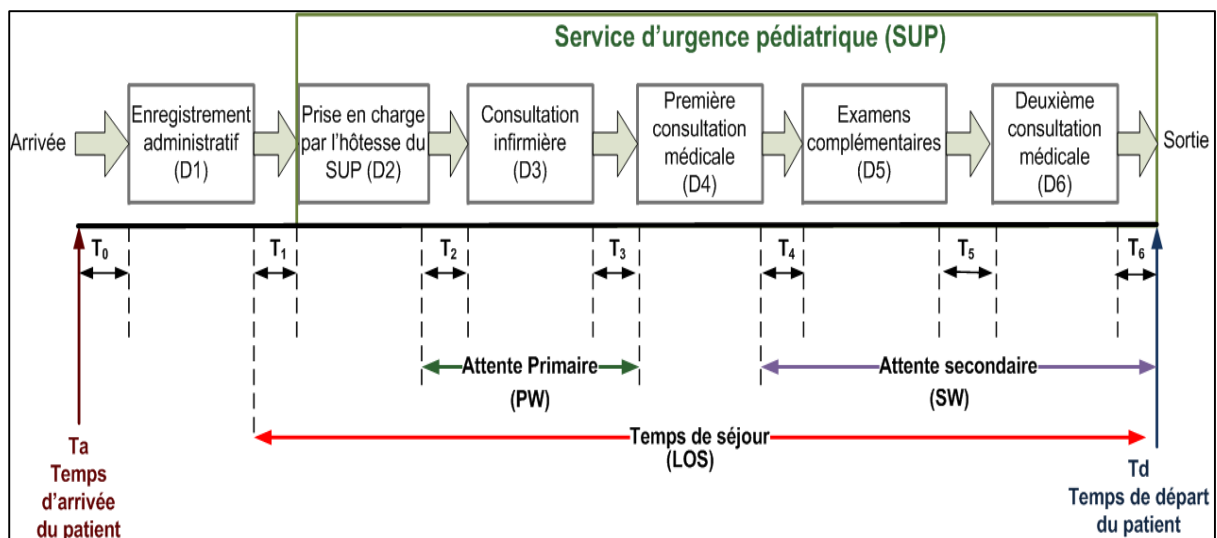 Service d’urgence pédiatrique (SUP)
Arrivée
Enregistrement
administratif
(D1)
Prise en charge
par l’hôtesse du
SUP (D2)
Consultation
infirmière
(D3)
Première
consultation
médicale
(D4)
Examens
complémentaires
(D5)
Deuxième
consultation
médicale
(D6)
Sortie
T₀
T₁
T₂
T₃
T₄
T₅
T₆
Attente Primaire
(PW)
Attente secondaire
(SW)
Temps de séjour
(LOS)
Ta
Temps
d’arrivée
du patient
Td
Temps de départ
du patient